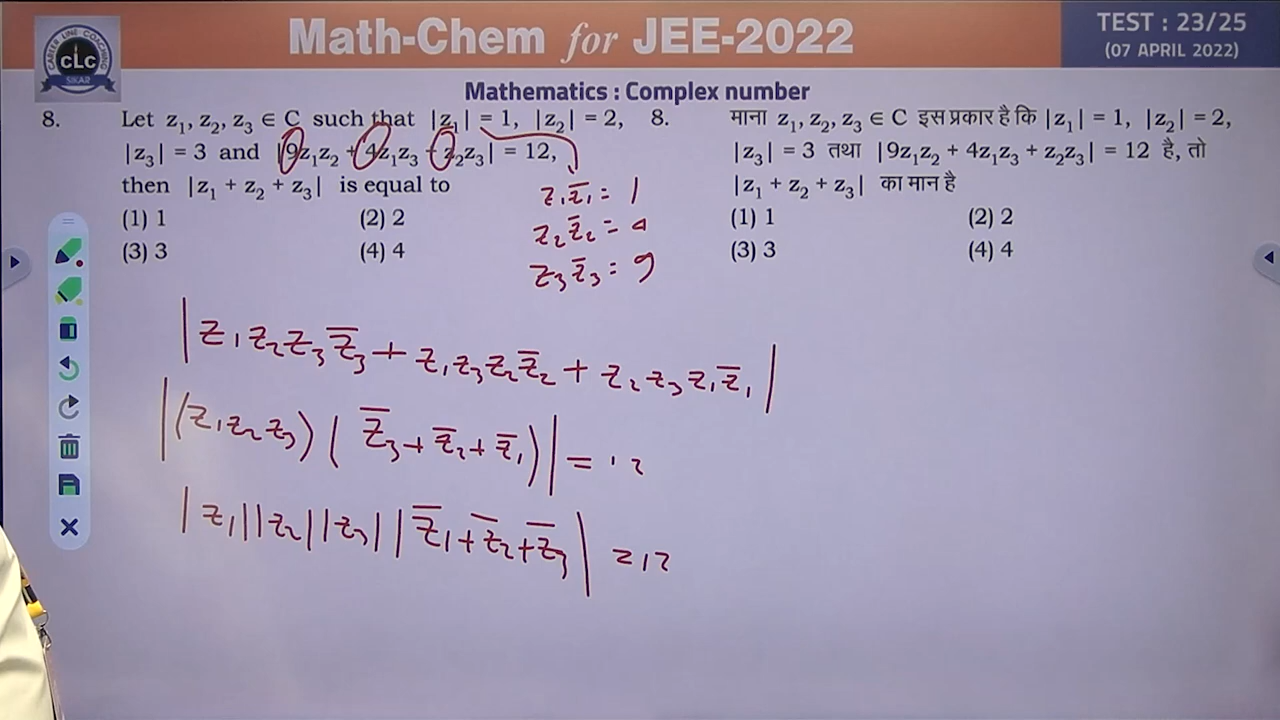 Math-Chem for JEE-2022
TEST : 23/25
(07 APRIL 2022)
CAREER LINE COACHING
CLC
SIKAR
Mathematics : Complex number
8. Let z₁, z₂, z₃ ∈ C such that |z₁| = 1, |z₂| = 2,
|z₃| = 3 and |9z₁z₂ + 4z₁z₃ + z₂z₃| = 12,
then |z₁ + z₂ + z₃| is equal to
(1) 1 (2) 2
(3) 3 (4) 4
z₁z̄₁ = 1
z₂z̄₂ = 4
z₃z̄₃ = 9
8. माना z₁, z₂, z₃ ∈ C इस प्रकार है कि |z₁| = 1, |z₂| = 2,
|z₃| = 3 तथा |9z₁z₂ + 4z₁z₃ + z₂z₃| = 12 है, तो
|z₁ + z₂ + z₃| का मान है
(1) 1 (2) 2
(3) 3 (4) 4
|z₁z₂z₃z̄₃ + z₁z₃z₂z̄₂ + z₂z₃z₁z̄₁|
|(z₁z₂z₃)(z̄₃ + z̄₂ + z̄₁)| = 12
|z₁||z₂||z₃||z̄₁ + z̄₂ + z̄₃| = 12